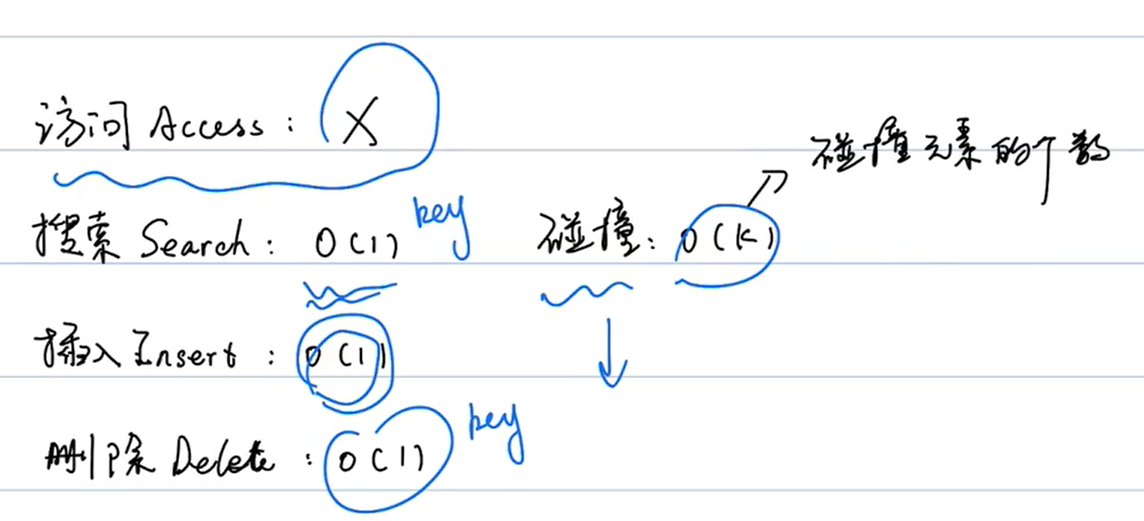 访问 Access: X
碰撞元素的个数
搜索 Search: O(1) key 碰撞: O(K)
插入 Insert: O(1)
删除 Delete: O(1) key